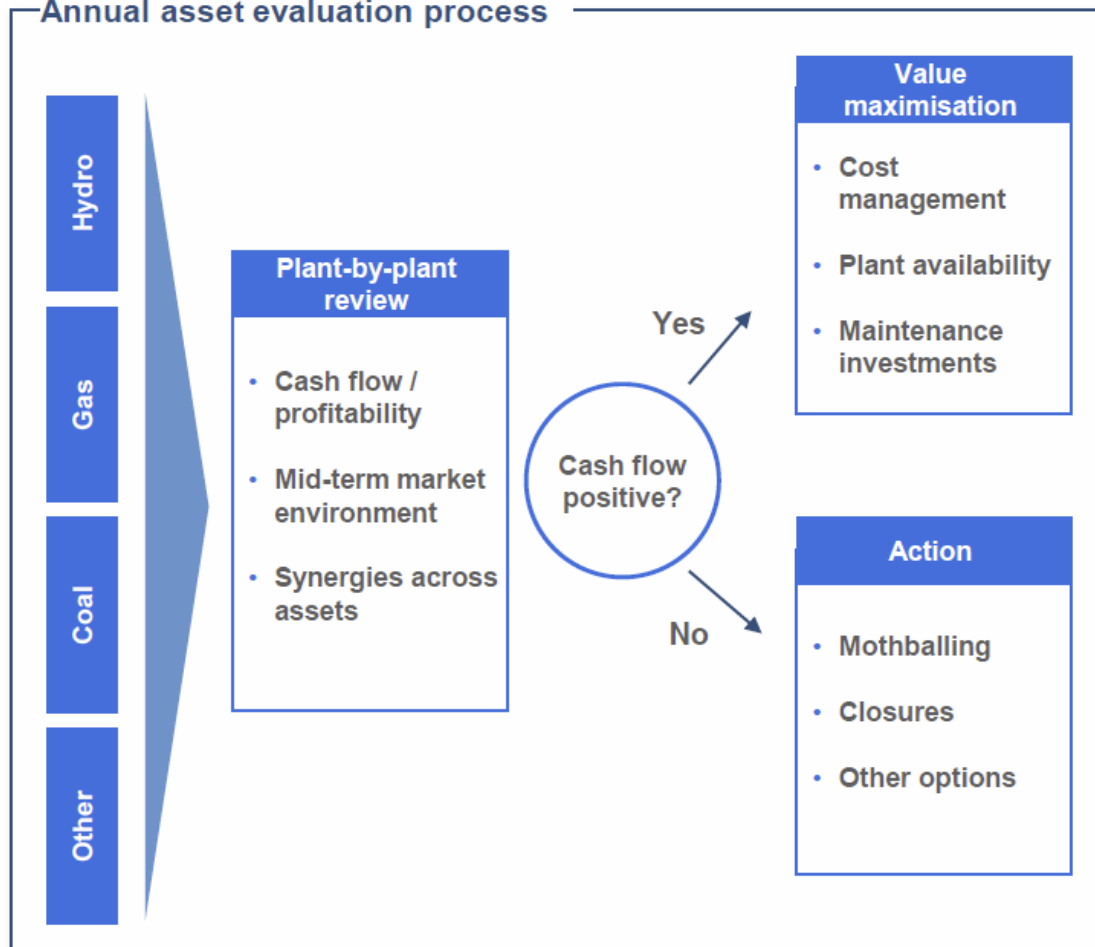 Annual asset evaluation process
Hydro
Gas
Coal
Other
Plant-by-plant
review
• Cash flow /
profitability
• Mid-term market
environment
• Synergies across
assets
Cash flow
positive?
Yes
No
Value
maximisation
• Cost
management
• Plant availability
• Maintenance
investments
Action
• Mothballing
• Closures
• Other options